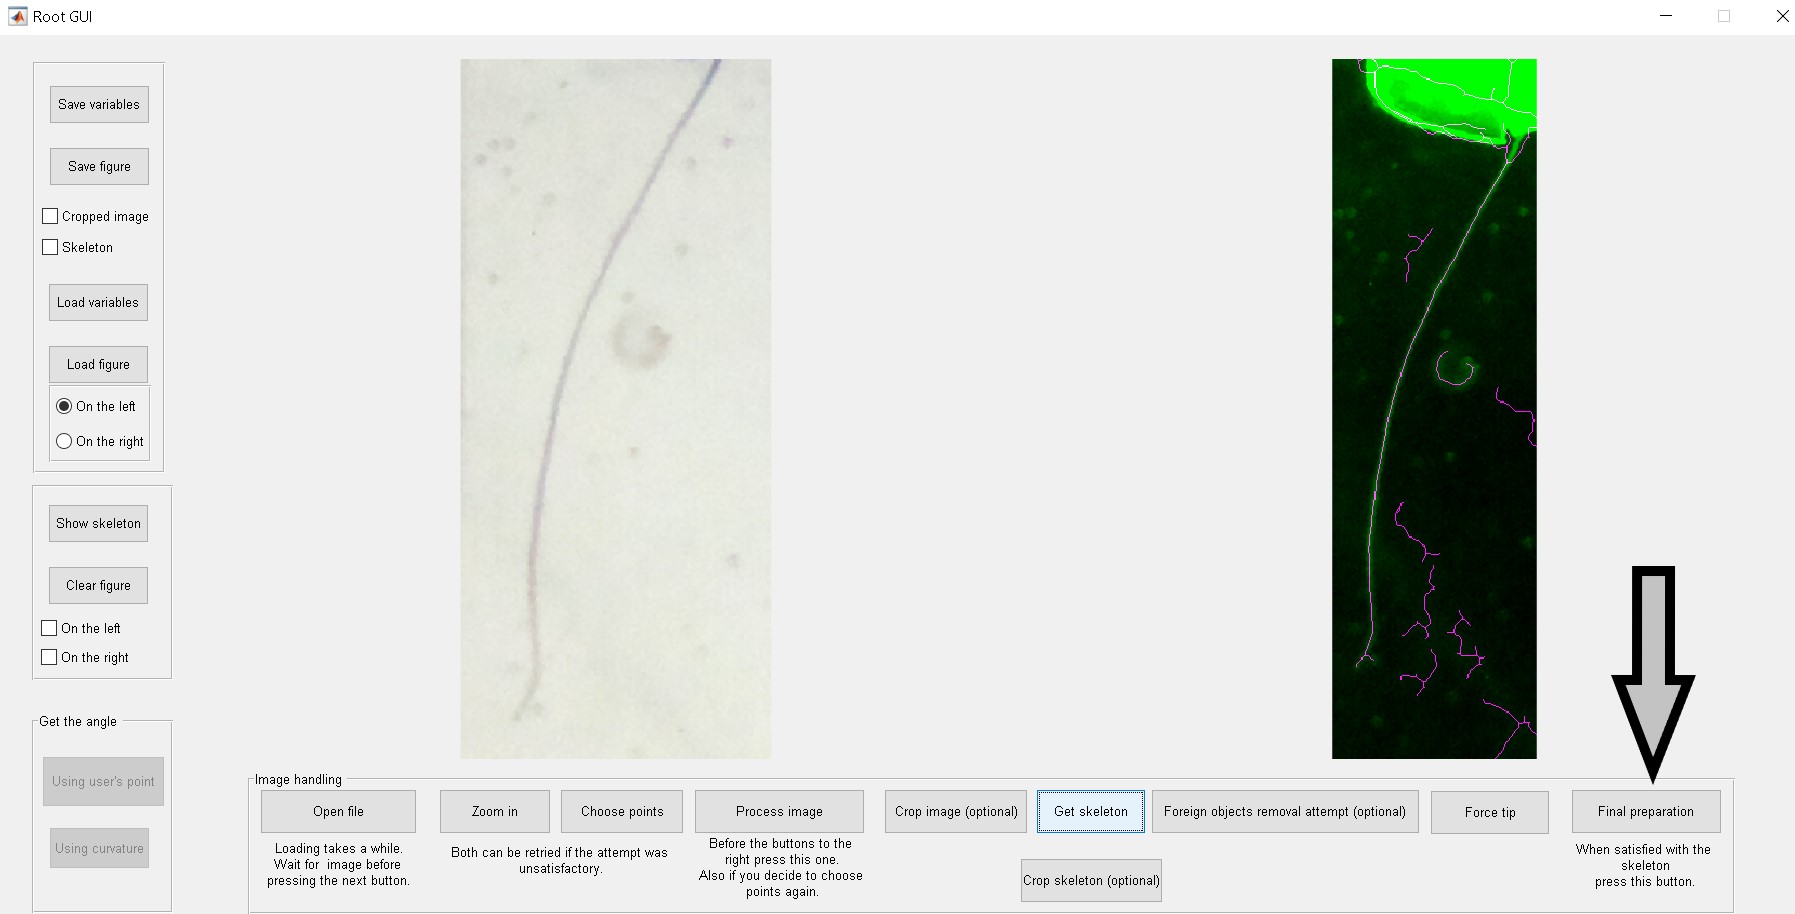 Root GUI
Save variables
Save figure
Cropped image
Skeleton
Load variables
Load figure
On the left
On the right
Show skeleton
Clear figure
On the left
On the right
Get the angle
Using user's point
Using curvature
Image handling
Open file
Loading takes a while.
Wait for image before
pressing the next button.
Zoom in
Choose points
Both can be retried if the attempt was
unsatisfactory.
Process image
Before the buttons to the
right press this one.
Also if you decide to choose
points again.
Crop image (optional)
Get skeleton
Crop skeleton (optional)
Foreign objects removal attempt (optional)
Force tip
Final preparation
When satisfied with the
skeleton
press this button.